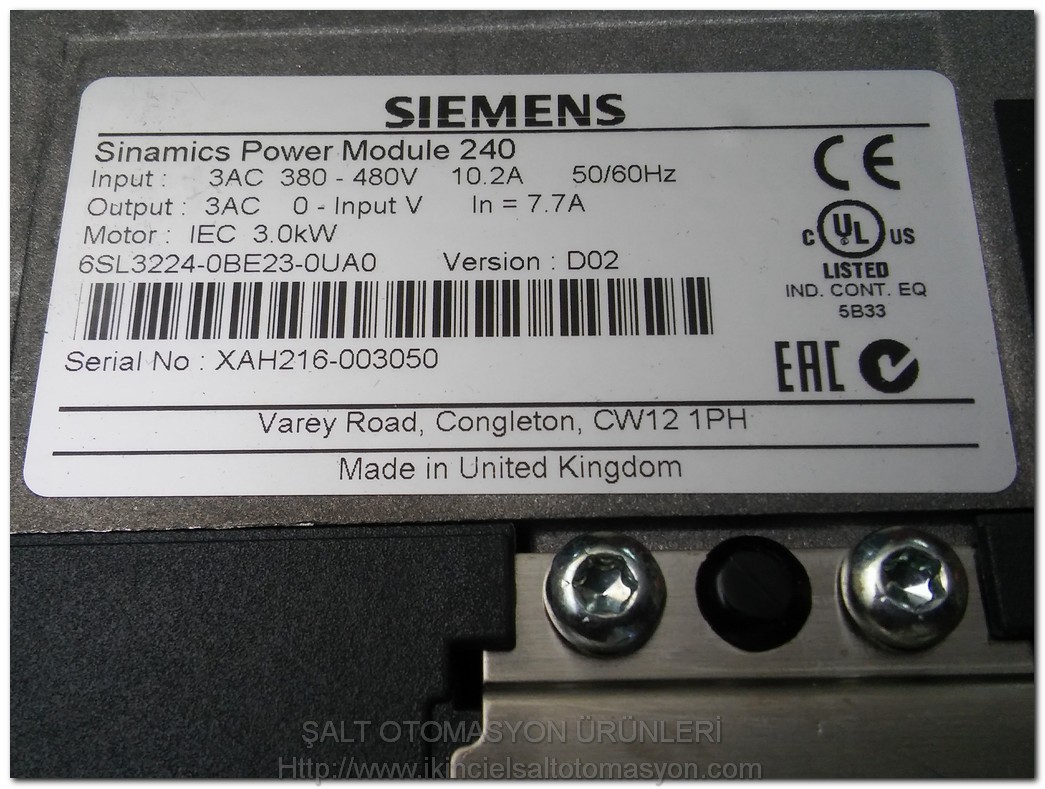 SIEMENS
Sinamics Power Module 240
Input : 3AC 380 - 480V 10.2A 50/60Hz
Output : 3AC 0 - Input V In = 7.7A
Motor : IEC 3.0kW
6SL3224-0BE23-0UA0 Version : D02
Serial No : XAH216-003050
CE
C UL US
LISTED
IND. CONT. EQ
5B33
EAC
Varey Road, Congleton, CW12 1PH
Made in United Kingdom
ŞALT OTOMASYON ÜRÜNLERİ
Http://www.ikincielsaltotomasyon.com